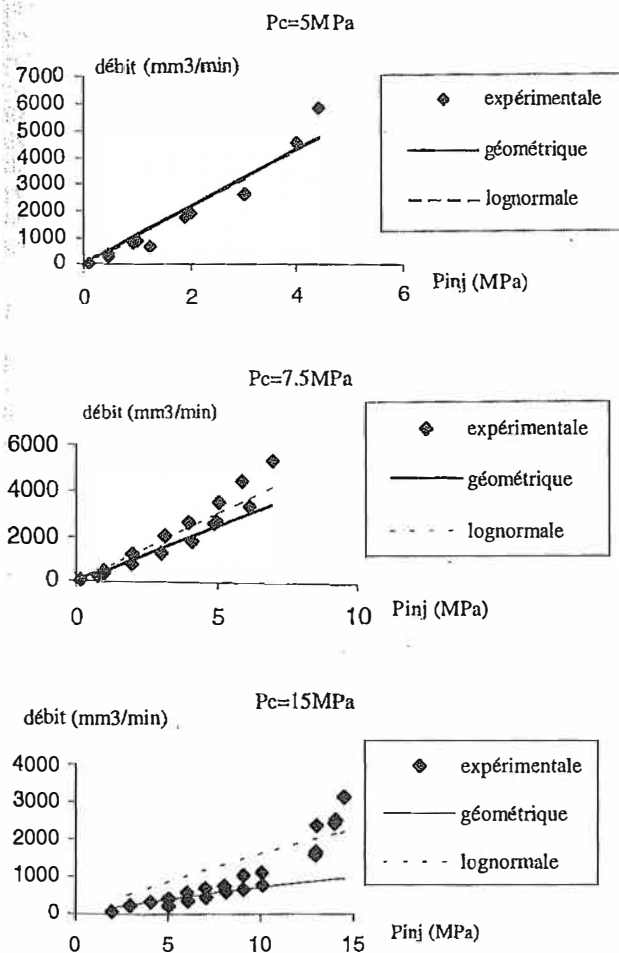 Pc=5MPa
débit (mm3/min)
7000
6000
5000
4000
3000
2000
1000
0
0 2 4 6
Pinj (MPa)
expérimentale
géométrique
lognormale
Pc=7.5MPa
débit (mm3/min)
6000
4000
2000
0
0 5 10
Pinj (MPa)
expérimentale
géométrique
lognormale
Pc=15MPa
débit (mm3/min)
4000
3000
2000
1000
0
0 5 10 15
Pinj (MPa)
expérimentale
géométrique
lognormale